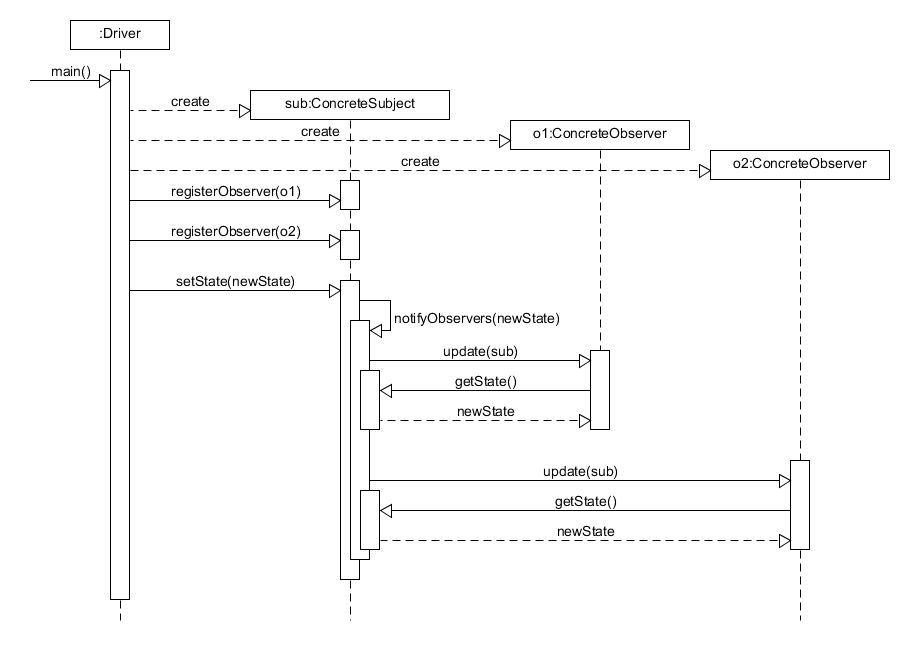 :Driver
main()
create
sub:ConcreteSubject
create
o1:ConcreteObserver
create
o2:ConcreteObserver
registerObserver(o1)
registerObserver(o2)
setState(newState)
notifyObservers(newState)
update(sub)
getState()
newState
update(sub)
getState()
newState